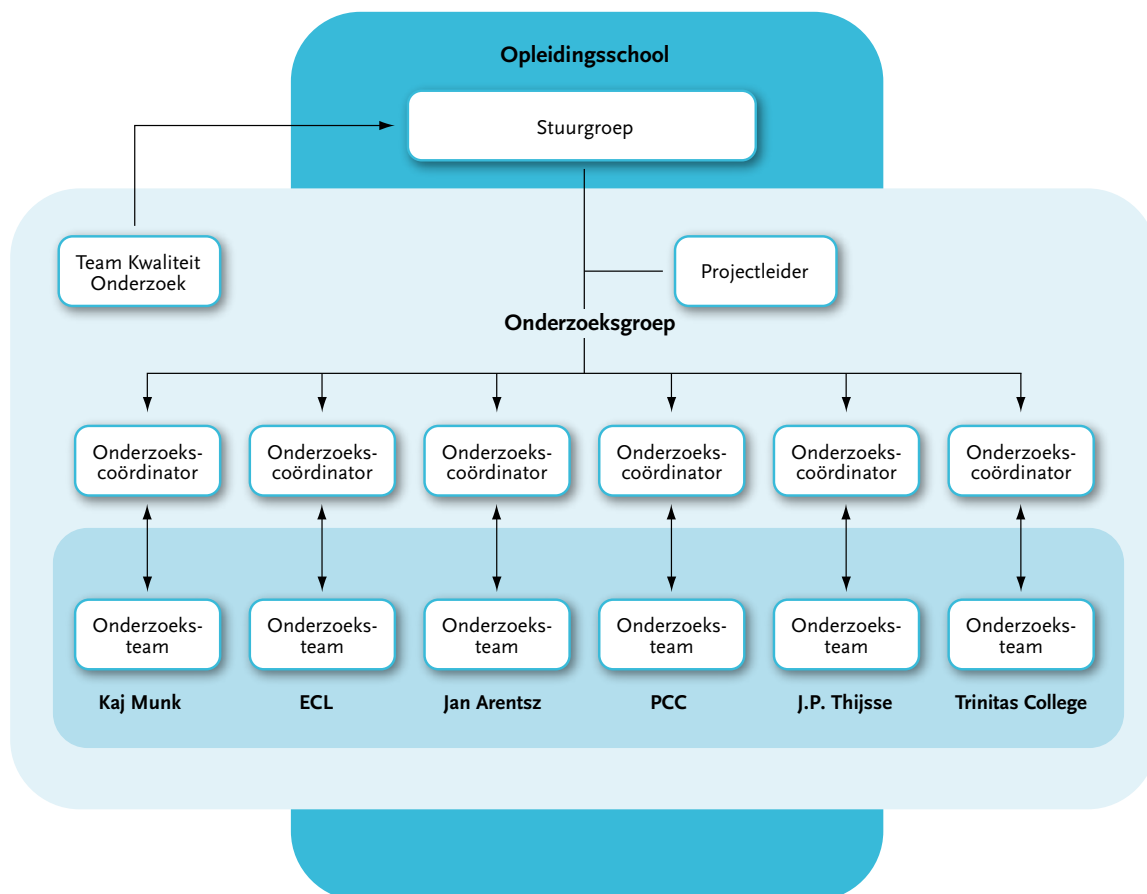 Opleidingsschool
Stuurgroep
Team Kwaliteit
Onderzoek
Projectleider
Onderzoeksgroep
Onderzoeks-
coördinator
Onderzoeks-
coördinator
Onderzoeks-
coördinator
Onderzoeks-
coördinator
Onderzoeks-
coördinator
Onderzoeks-
coördinator
Onderzoeks-
team
Onderzoeks-
team
Onderzoeks-
team
Onderzoeks-
team
Onderzoeks-
team
Onderzoeks-
team
Kaj Munk
ECL
Jan Arentsz
PCC
J.P. Thijsse
Trinitas College